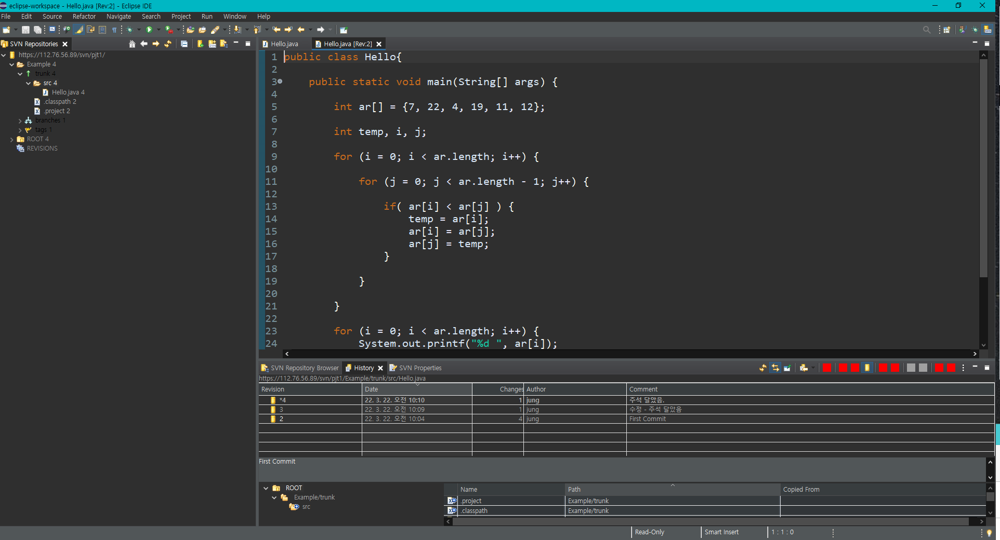 eclipse-workspace - Hello.java [Rev:2] - Eclipse IDE
File Edit Source Refactor Navigate Search Project Run Window Help
SVN Repositories
https://112.76.56.89/svn/pjt1/
Example 4
trunk 4
src 4
Hello.java 4
.classpath 2
.project 2
branches 1
tags 1
ROOT 4
REVISIONS
Hello.java Hello.java [Rev:2]
1 public class Hello{
2
3 public static void main(String[] args) {
4
5 int ar[] = {7, 22, 4, 19, 11, 12};
6
7 int temp, i, j;
8
9 for (i = 0; i < ar.length; i++) {
10
11 for (j = 0; j < ar.length - 1; j++) {
12
13 if( ar[i] < ar[j] ) {
14 temp = ar[i];
15 ar[i] = ar[j];
16 ar[j] = temp;
17 }
18
19 }
20
21 }
22
23 for (i = 0; i < ar.length; i++) {
24 System.out.printf("%d ", ar[i]);
SVN Repository Browser History SVN Properties
https://112.76.56.89/svn/pjt1/Example/trunk/src/Hello.java
Revision Date Changes Author Comment
*4 22. 3. 22. 오전 10:10 1 jung 주석 달았음.
3 22. 3. 22. 오전 10:09 1 jung 수정 - 주석 달았음
2 22. 3. 22. 오전 10:04 4 jung First Commit
First Commit
ROOT
Example/trunk
src
Name Path Copied From
.project Example/trunk
.classpath Example/trunk
Read-Only Smart Insert 1 : 1 : 0